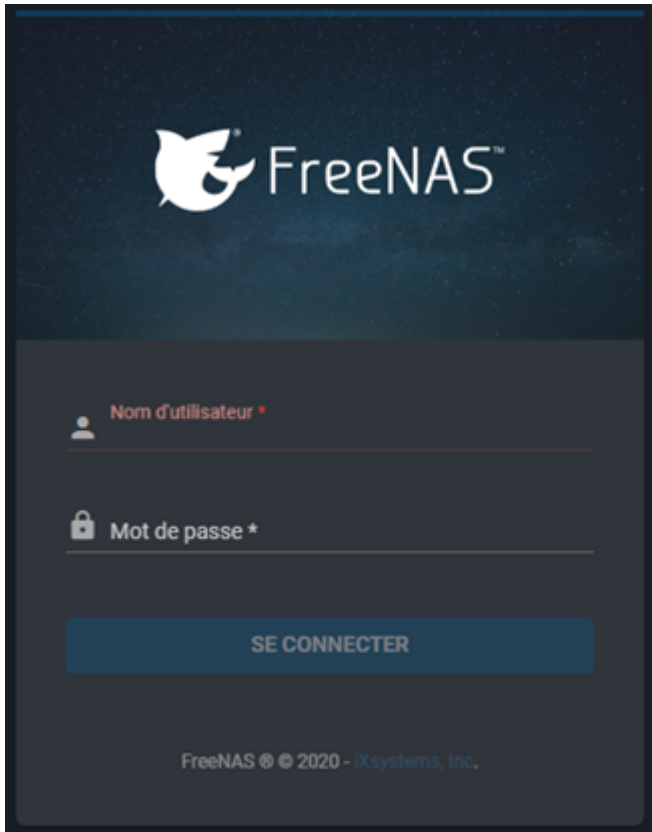 FreeNAS™
Nom d'utilisateur *
Mot de passe *
SE CONNECTER
FreeNAS ® © 2020 - iXsystems, Inc.